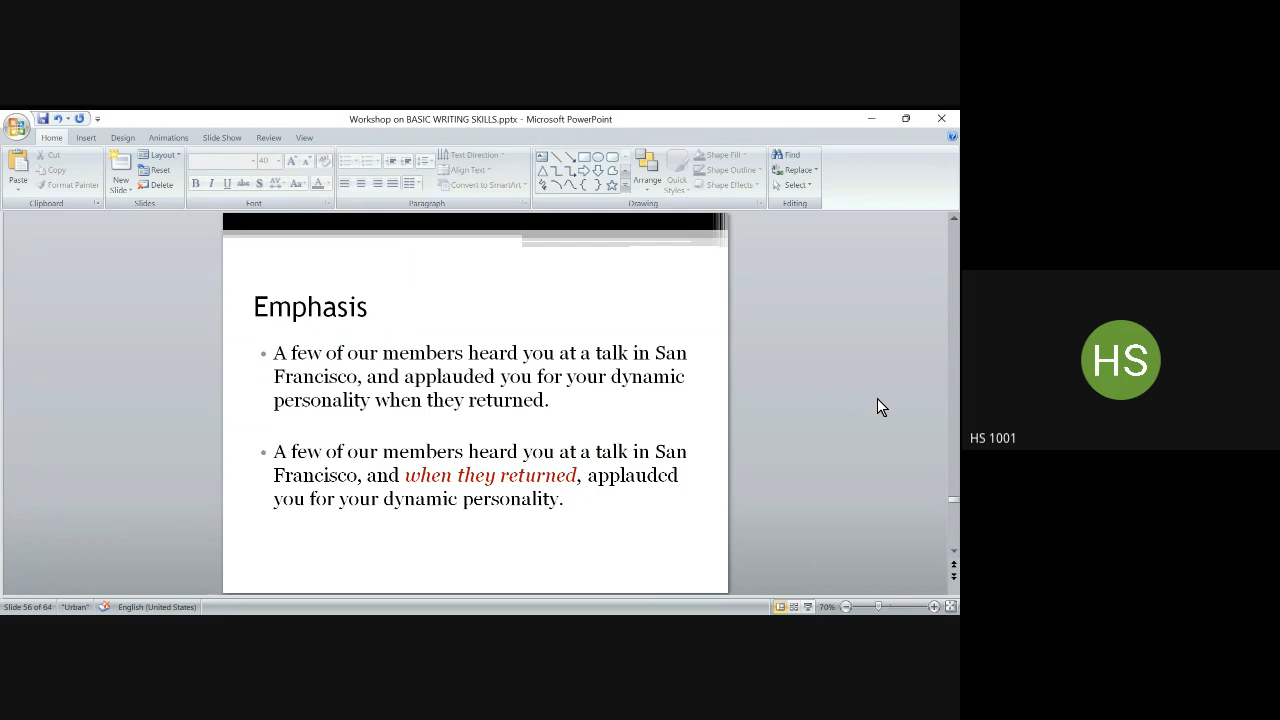 Workshop on BASIC WRITING SKILLS.pptx - Microsoft PowerPoint
Home Insert Design Animations Slide Show Review View
Paste
Cut
Copy
Format Painter
Clipboard
New
Slide
Layout
Reset
Delete
Slides
40
B I U abc S AV Aa A
Font
Text Direction
Align Text
Convert to SmartArt
Paragraph
Arrange
Quick
Styles
Shape Fill
Shape Outline
Shape Effects
Drawing
Find
Replace
Select
Editing
Emphasis
• A few of our members heard you at a talk in San
Francisco, and applauded you for your dynamic
personality when they returned.
• A few of our members heard you at a talk in San
Francisco, and when they returned, applauded
you for your dynamic personality.
HS
HS 1001
Slide 56 of 64 "Urban" English (United States) 70%